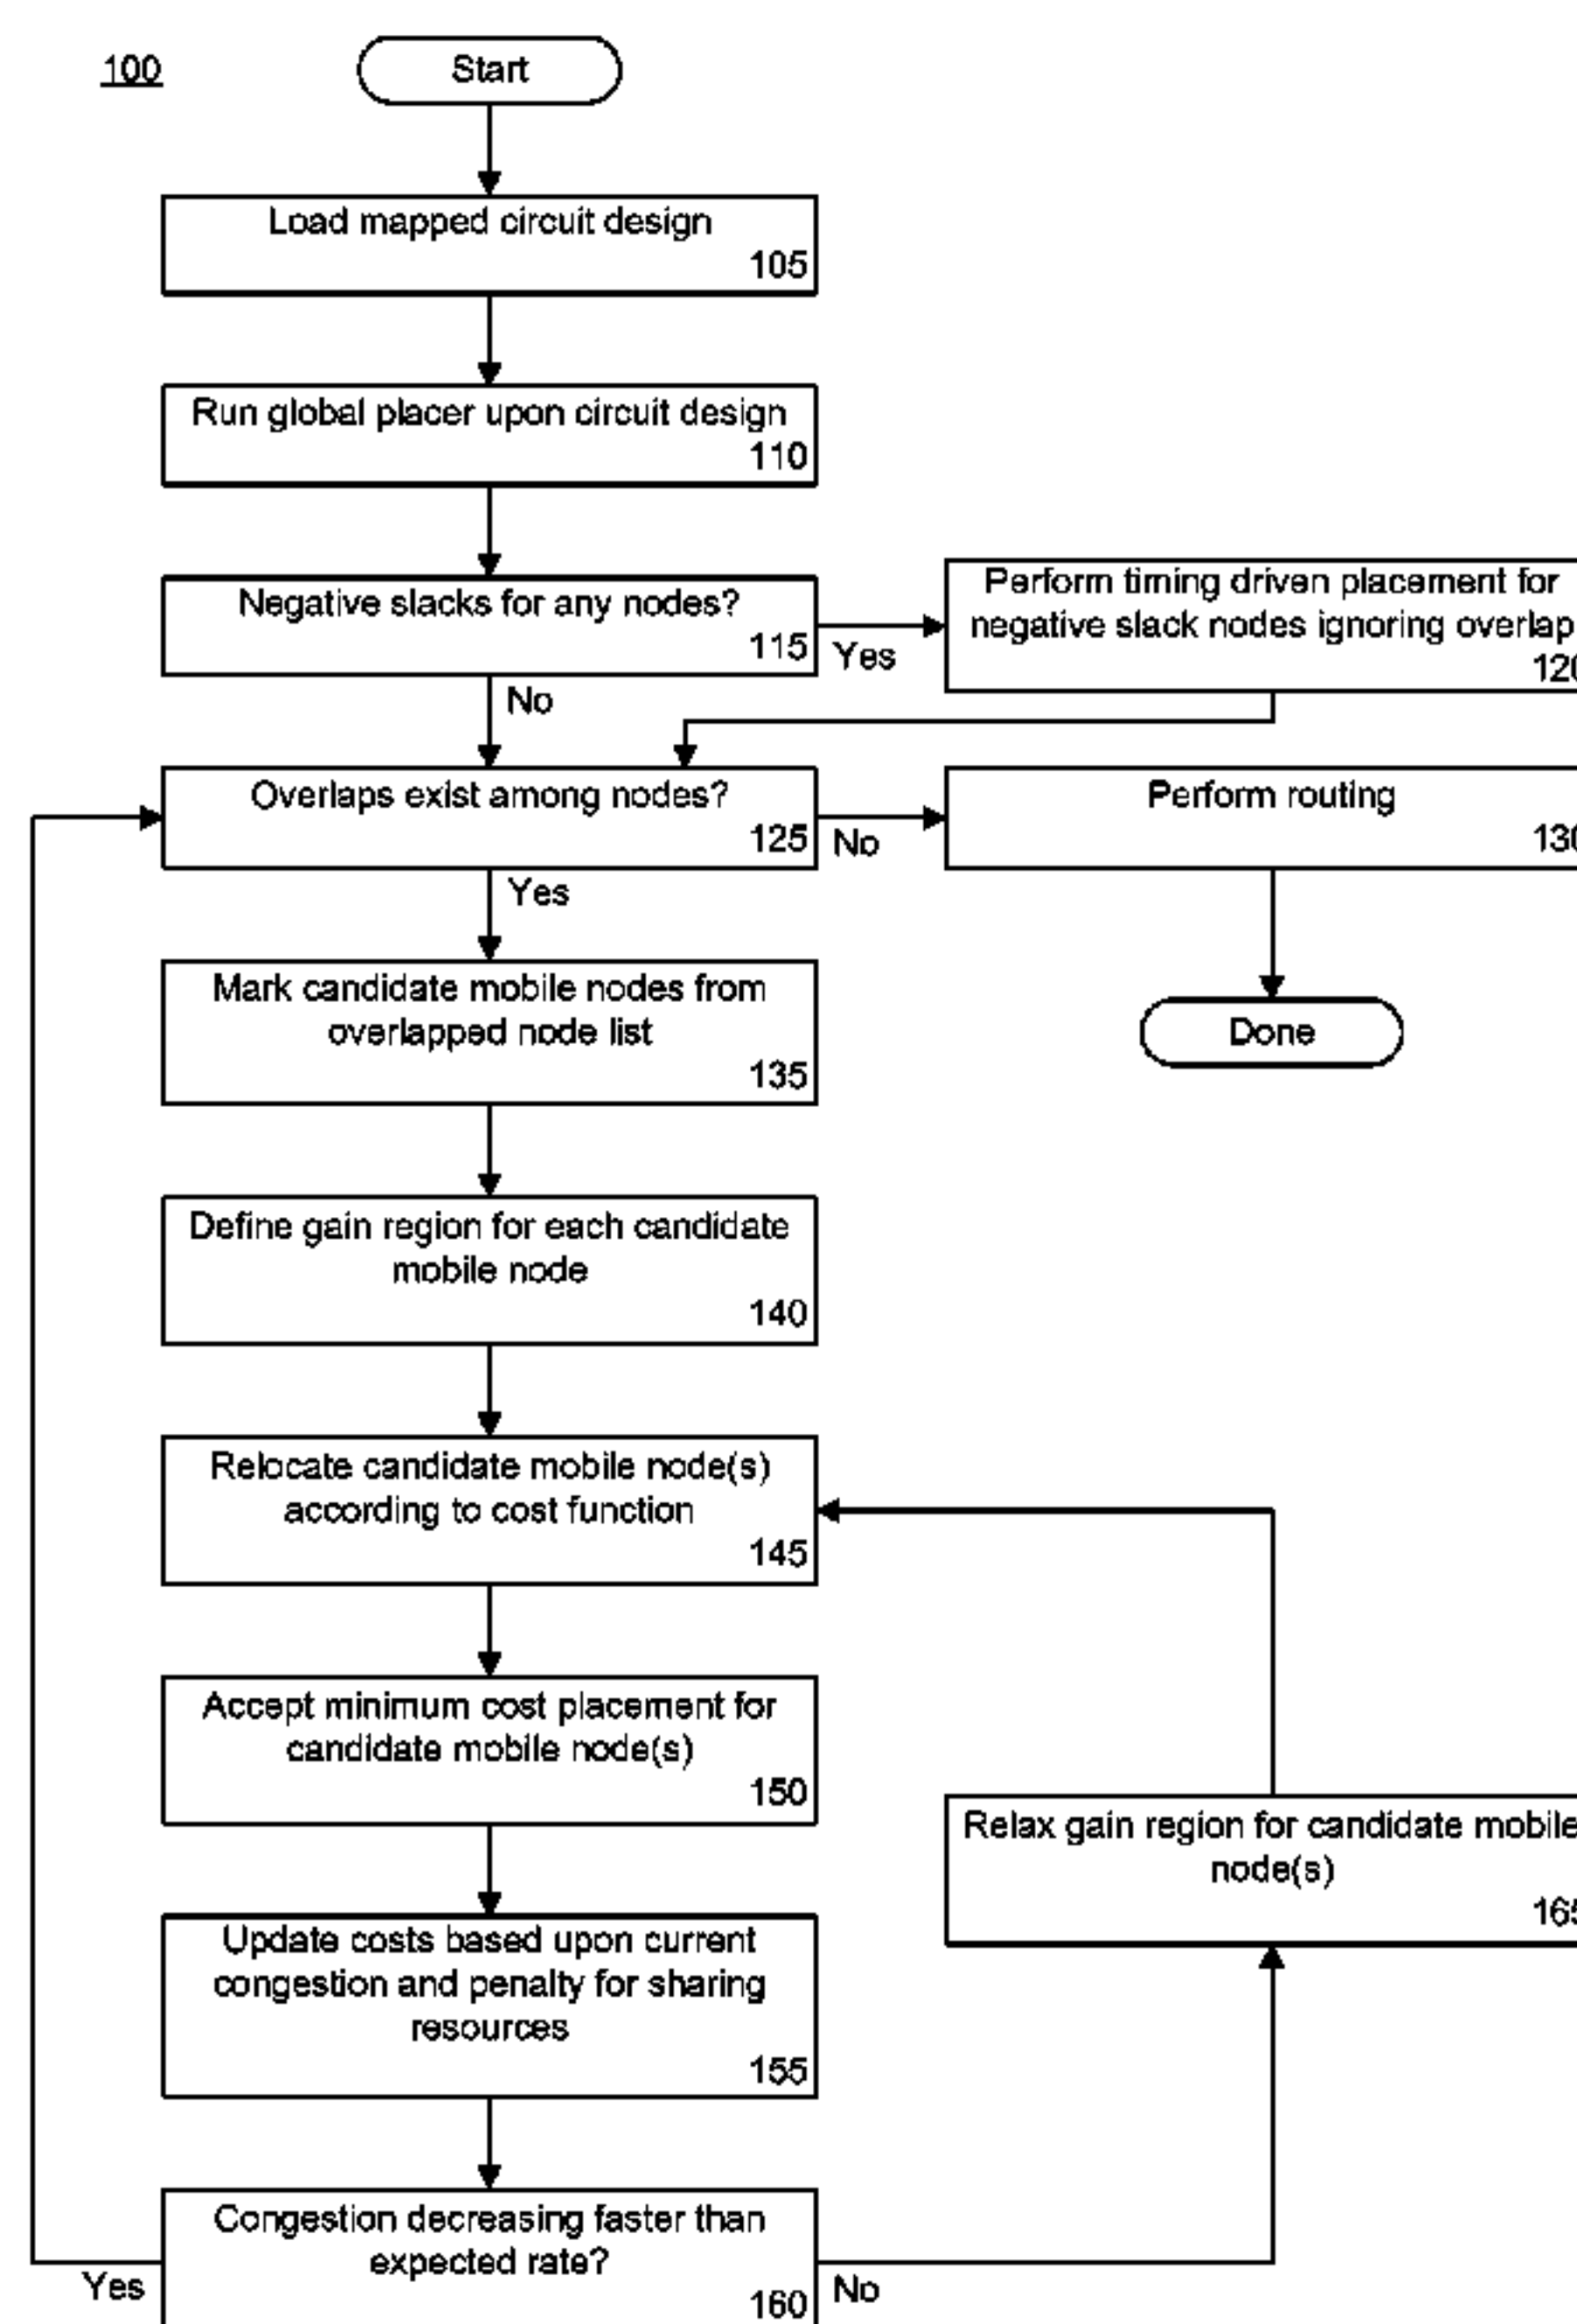 100
Start
Load mapped circuit design
105
Run global placer upon circuit design
110
Negative slacks for any nodes?
115
Yes
No
Perform timing driven placement for
negative slack nodes ignoring overlap
120
Overlaps exist among nodes?
125
No
Yes
Perform routing
130
Mark candidate mobile nodes from
overlapped node list
135
Done
Define gain region for each candidate
mobile node
140
Relocate candidate mobile node(s)
according to cost function
145
Accept minimum cost placement for
candidate mobile node(s)
150
Relax gain region for candidate mobile
node(s)
165
Update costs based upon current
congestion and penalty for sharing
resources
155
Congestion decreasing faster than
expected rate?
160
Yes
No